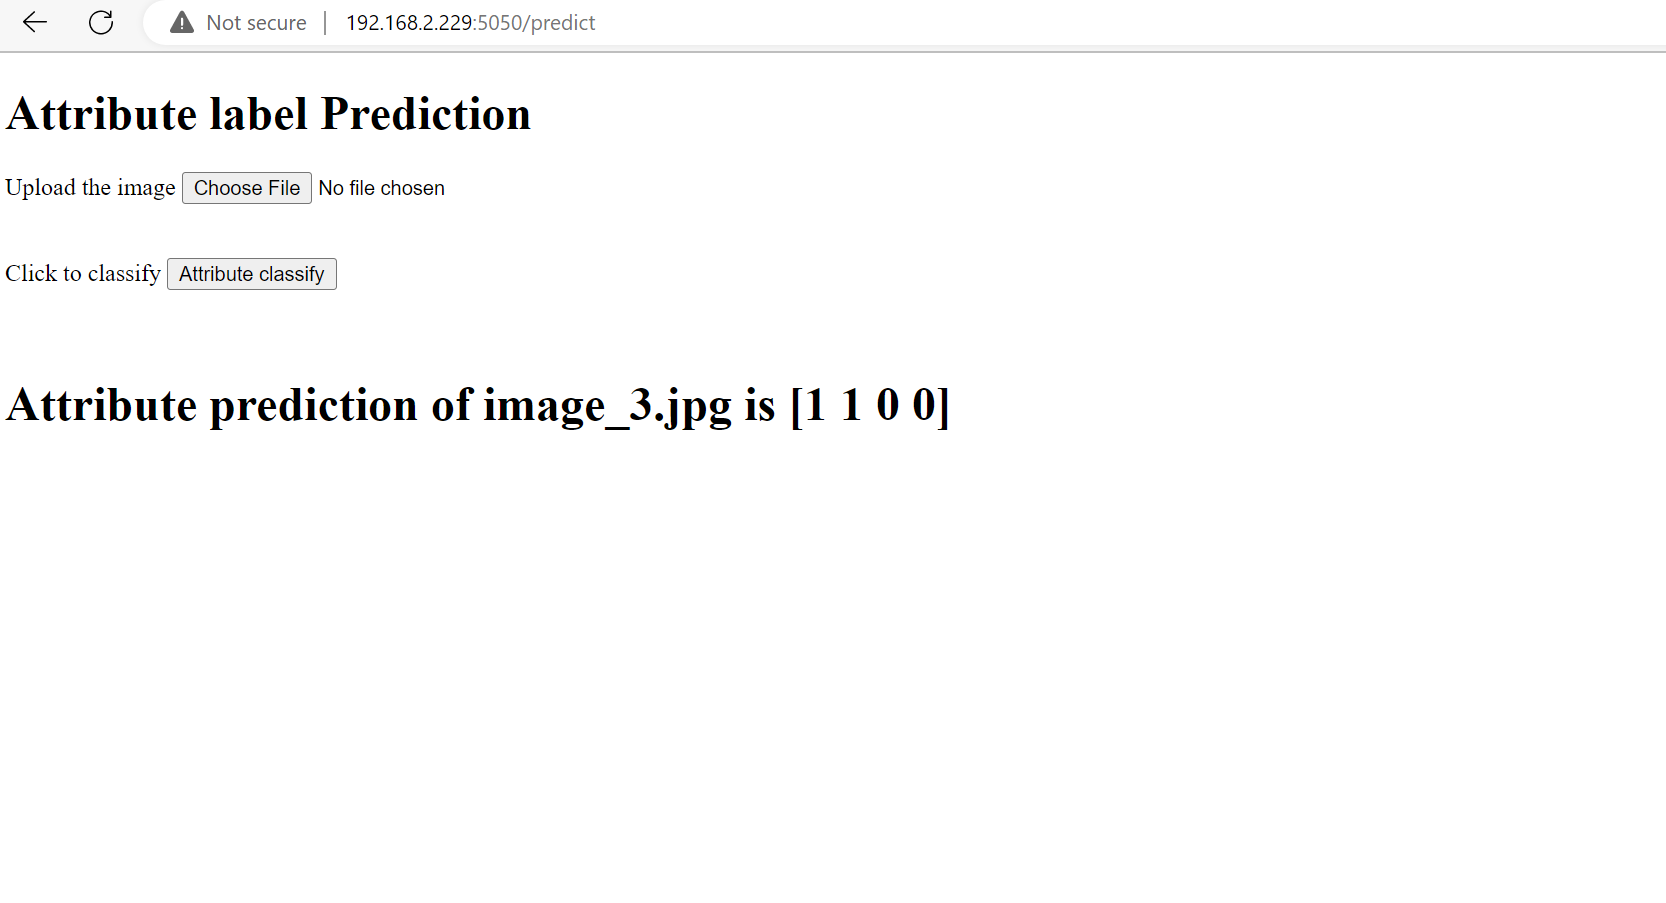 Not secure | 192.168.2.229:5050/predict
Attribute label Prediction
Upload the image Choose File No file chosen
Click to classify Attribute classify
Attribute prediction of image_3.jpg is [1 1 0 0]